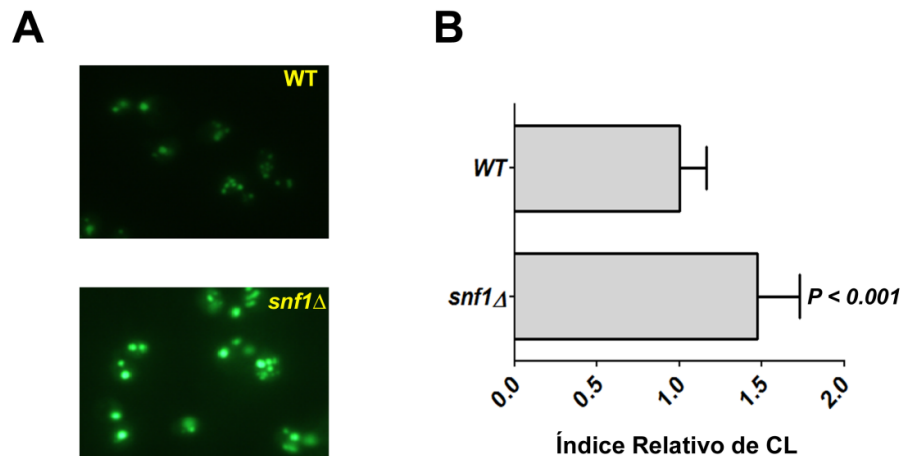 A
B
WT
snf1Δ
WT
snf1Δ
P < 0.001
0.0
0.5
1.0
1.5
2.0
Índice Relativo de CL